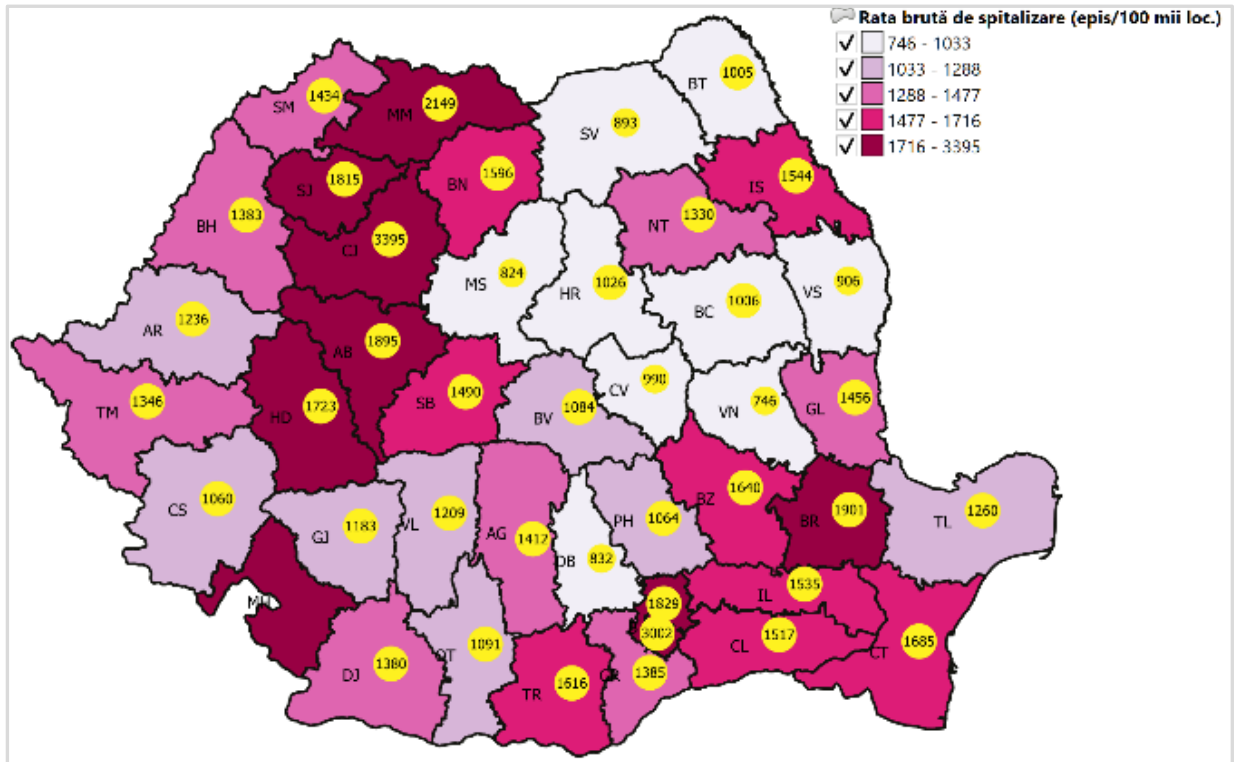 Rata brută de spitalizare (epis/100 mii loc.)
746 - 1033
1033 - 1288
1288 - 1477
1477 - 1716
1716 - 3395
BT 1005
SM 1434
MM 2149
SV 893
SJ 1815
BN 1596
IS 1544
BH 1383
CJ 3395
NT 1330
MS 824
HR 1026
BC 1006
VS 906
AR 1236
AB 1895
TM 1346
HD 1723
SB 1490
BV 1084
CV 990
VN 746
GL 1456
CS 1060
GJ 1183
VL 1209
AG 1412
DB 832
PH 1064
BZ 1640
BR 1901
TL 1260
MH
1829
3002
IL 1535
DJ 1380
OT 1091
TR 1616
GR 1385
CL 1517
CT 1685